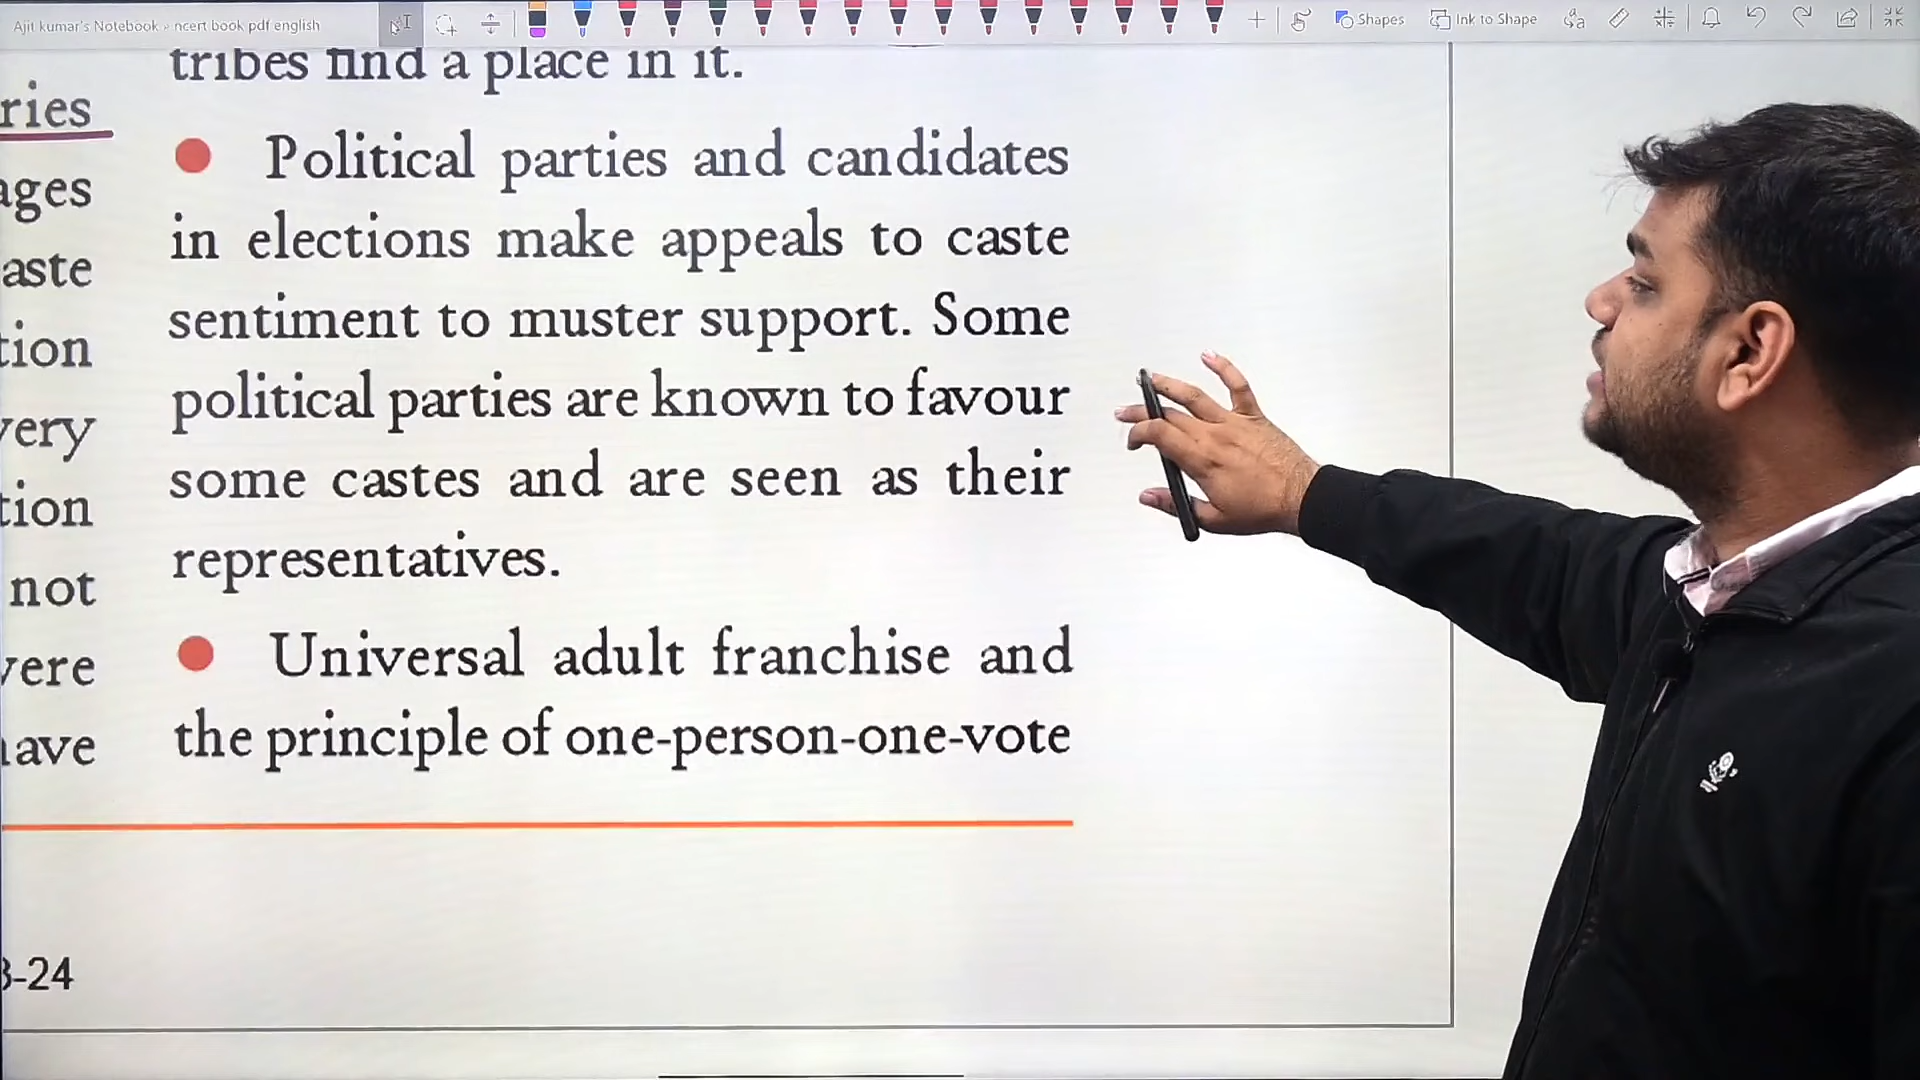 Ajit kumar's Notebook » ncert book pdf english
Shapes
Ink to Shape
ries
ages
aste
tion
very
tion
not
were
have
3-24
tribes find a place in it.
● Political parties and candidates
in elections make appeals to caste
sentiment to muster support. Some
political parties are known to favour
some castes and are seen as their
representatives.
● Universal adult franchise and
the principle of one-person-one-vote